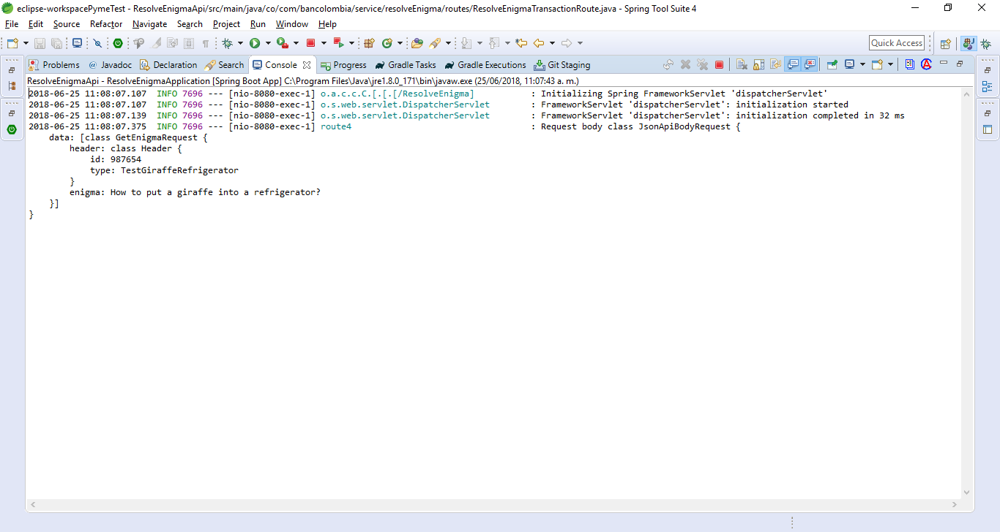 eclipse-workspacePymeTest - ResolveEnigmaApi/src/main/java/co/com/bancolombia/service/resolveEnigma/routes/ResolveEnigmaTransactionRoute.java - Spring Tool Suite 4
File Edit Source Refactor Navigate Search Project Run Window Help
Quick Access
Problems @ Javadoc Declaration Search Console Progress Gradle Tasks Gradle Executions Git Staging
ResolveEnigmaApi - ResolveEnigmaApplication [Spring Boot App] C:\Program Files\Java\jre1.8.0_171\bin\javaw.exe (25/06/2018, 11:07:43 a. m.)
2018-06-25 11:08:07.107  INFO 7696 --- [nio-8080-exec-1] o.a.c.c.C.[.[.[/ResolveEnigma]           : Initializing Spring FrameworkServlet 'dispatcherServlet'
2018-06-25 11:08:07.107  INFO 7696 --- [nio-8080-exec-1] o.s.web.servlet.DispatcherServlet        : FrameworkServlet 'dispatcherServlet': initialization started
2018-06-25 11:08:07.139  INFO 7696 --- [nio-8080-exec-1] o.s.web.servlet.DispatcherServlet        : FrameworkServlet 'dispatcherServlet': initialization completed in 32 ms
2018-06-25 11:08:07.375  INFO 7696 --- [nio-8080-exec-1] route4                                   : Request body class JsonApiBodyRequest {
    data: [class GetEnigmaRequest {
        header: class Header {
            id: 987654
            type: TestGiraffeRefrigerator
        }
        enigma: How to put a giraffe into a refrigerator?
    }]
}